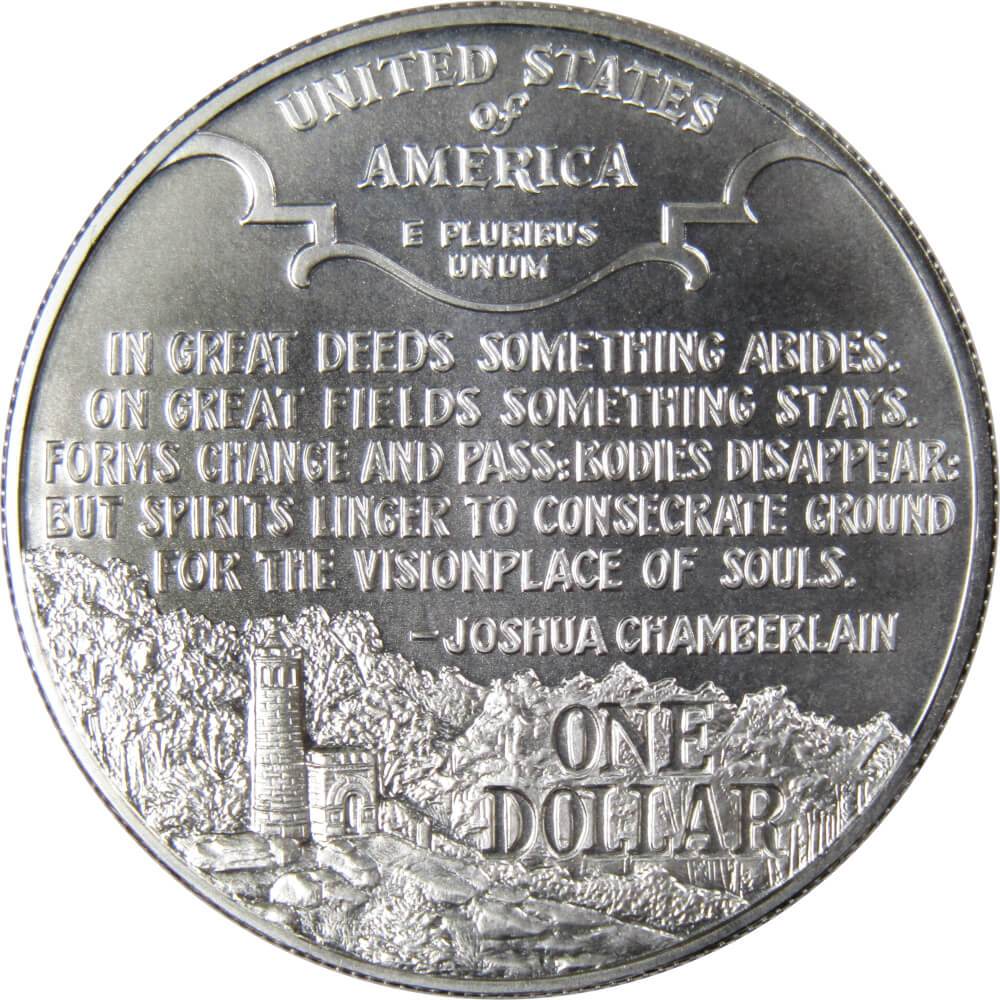 UNITED STATES
of
AMERICA
E PLURIBUS
UNUM
IN GREAT DEEDS SOMETHING ABIDES.
ON GREAT FIELDS SOMETHING STAYS.
FORMS CHANGE AND PASS: BODIES DISAPPEAR:
BUT SPIRITS LINGER TO CONSECRATE GROUND
FOR THE VISIONPLACE OF SOULS.
– JOSHUA CHAMBERLAIN
ONE
DOLLAR